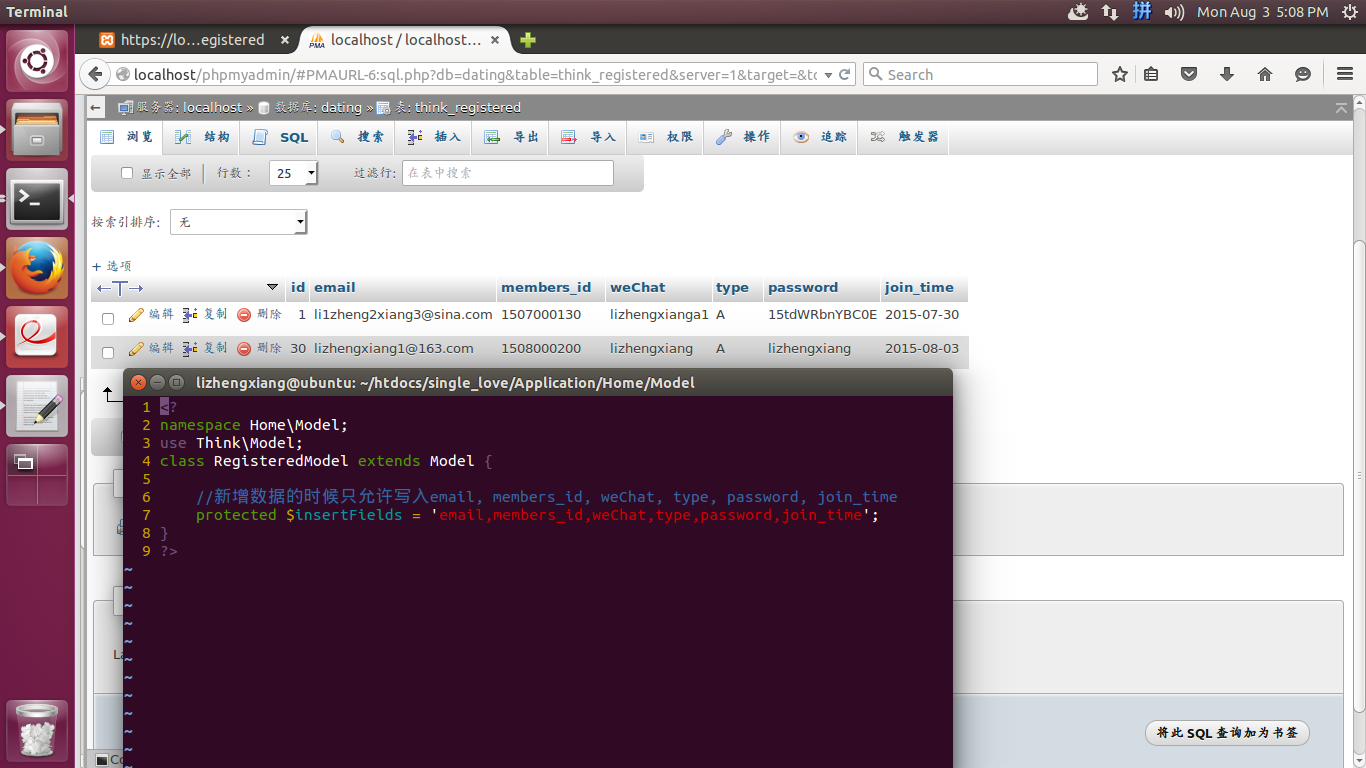 Terminal
Mon Aug 3 5:08 PM
https://lo...egistered
localhost / localhost...
localhost/phpmyadmin/#PMAURL-6:sql.php?db=dating&table=think_registered&server=1&target=&to
Search
服务器: localhost » 数据库: dating » 表: think_registered
浏览 结构 SQL 搜索 插入 导出 导入 权限 操作 追踪 触发器
显示全部 行数： 25 过滤行: 在表中搜索
按索引排序: 无
+ 选项
←T→ id email members_id weChat type password join_time
编辑 复制 删除 1 li1zheng2xiang3@sina.com 1507000130 lizhengxianga1 A 15tdWRbnYBC0E 2015-07-30
编辑 复制 删除 30 lizhengxiang1@163.com 1508000200 lizhengxiang A lizhengxiang 2015-08-03
lizhengxiang@ubuntu: ~/htdocs/single_love/Application/Home/Model
1 <?
2 namespace Home\Model;
3 use Think\Model;
4 class RegisteredModel extends Model {
5
6 //新增数据的时候只允许写入email, members_id, weChat, type, password, join_time
7 protected $insertFields = 'email,members_id,weChat,type,password,join_time';
8 }
9 ?>
~
~
~
~
~
~
~
~
~
~
~
~
将此 SQL 查询加为书签